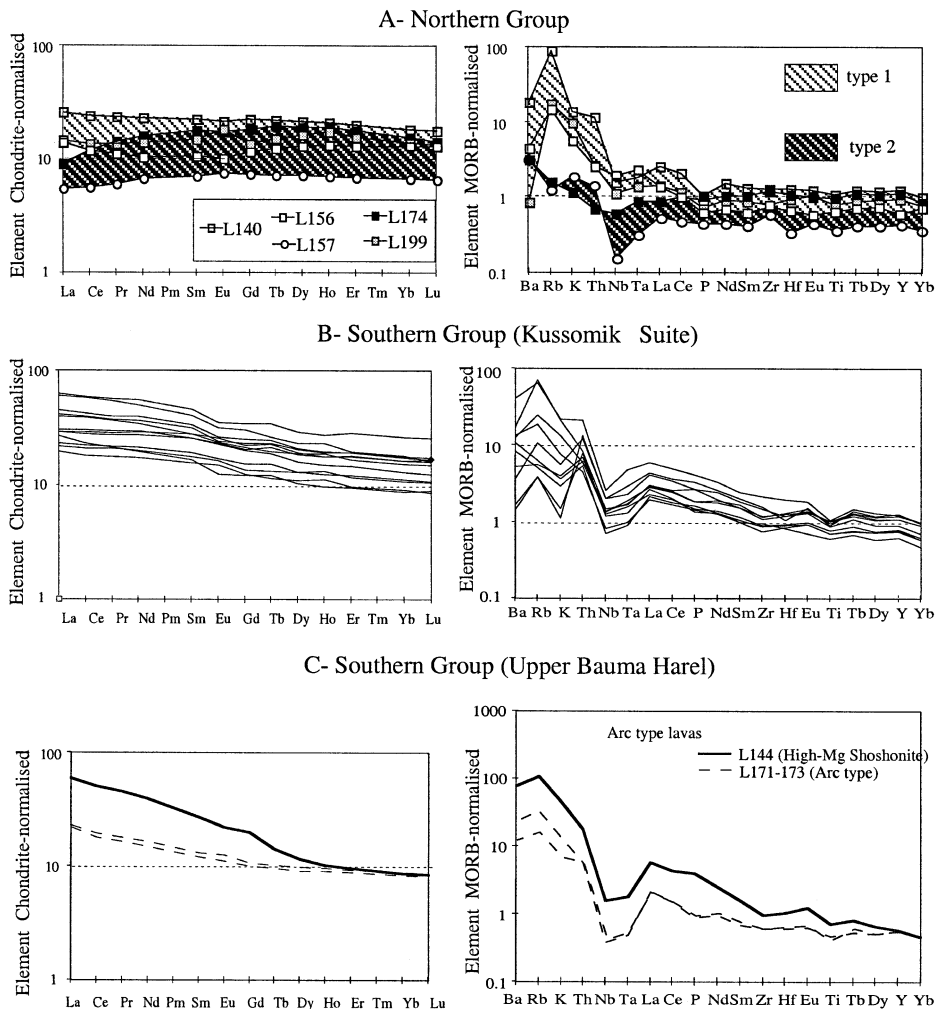 A- Northern Group
Element Chondrite-normalised
100
10
1
L140
L156
L157
L174
L199
La Ce Pr Nd Pm Sm Eu Gd Tb Dy Ho Er Tm Yb Lu
Element MORB-normalised
100
10
1
0.1
type 1
type 2
Ba Rb K Th Nb Ta La Ce P Nd Sm Zr Hf Eu Ti Tb Dy Y Yb
B- Southern Group (Kussomik Suite)
Element Chondrite-normalised
100
10
1
La Ce Pr Nd Pm Sm Eu Gd Tb Dy Ho Er Tm Yb Lu
Element MORB-normalised
100
10
1
0.1
Ba Rb K Th Nb Ta La Ce P Nd Sm Zr Hf Eu Ti Tb Dy Y Yb
C- Southern Group (Upper Bauma Harel)
Element Chondrite-normalised
100
10
1
La Ce Pr Nd Pm Sm Eu Gd Tb Dy Ho Er Tm Yb Lu
Element MORB-normalised
1000
100
10
1
0.1
Arc type lavas
L144 (High-Mg Shoshonite)
L171-173 (Arc type)
Ba Rb K Th Nb Ta La Ce P Nd Sm Zr Hf Eu Ti Tb Dy Y Yb